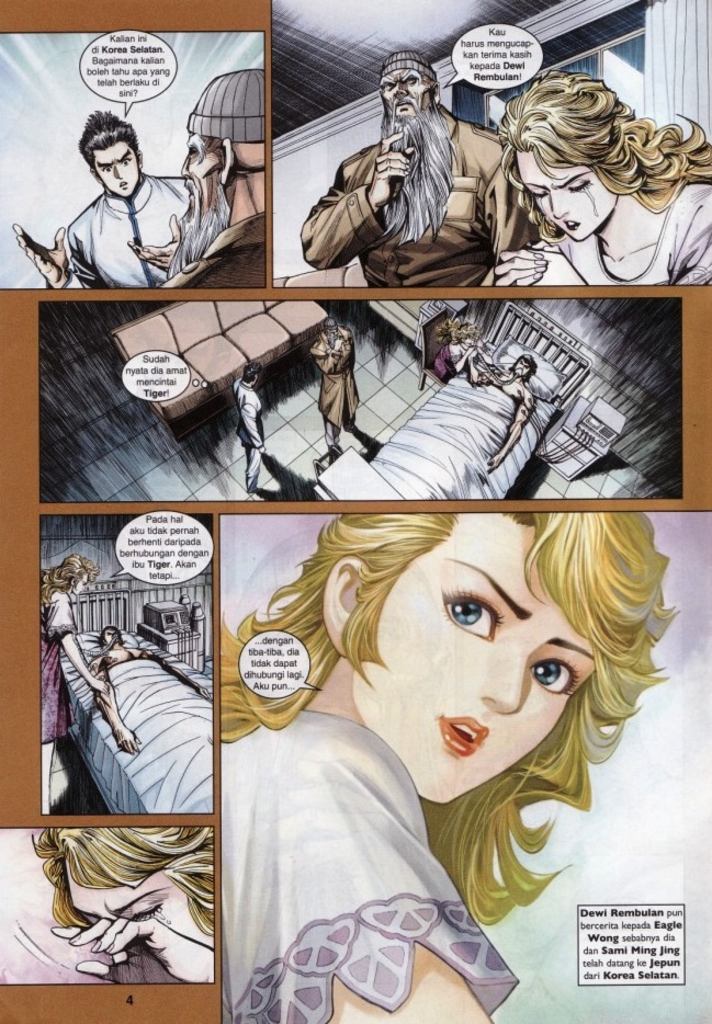 Kalian ini
di Korea Selatan.
Bagaimana kalian
boleh tahu apa yang
telah berlaku di
sini?
Kau
harus mengucap-
kan terima kasih
kepada Dewi
Rembulan!
Sudah
nyata dia amat
mencintai
Tiger!
Pada hal
aku tidak pernah
berhenti daripada
berhubungan dengan
ibu Tiger. Akan
tetapi...
...dengan
tiba-tiba, dia
tidak dapat
dihubungi lagi.
Aku pun...
Dewi Rembulan pun
bercerita kepada Eagle
Wong sebabnya dia
dan Sami Ming Jing
telah datang ke Jepun
dari Korea Selatan.
4